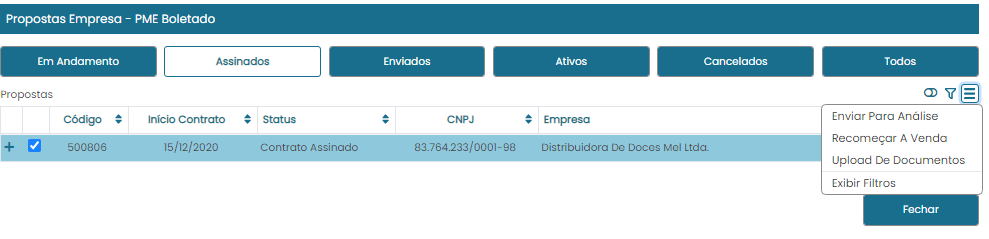 Propostas Empresa - PME Boletado
Em Andamento Assinados Enviados Ativos Cancelados Todos
Propostas
Código Início Contrato Status CNPJ Empresa
+ 500806 15/12/2020 Contrato Assinado 83.764.233/0001-98 Distribuidora De Doces Mel Ltda.
Enviar Para Análise
Recomeçar A Venda
Upload De Documentos
Exibir Filtros
Fechar